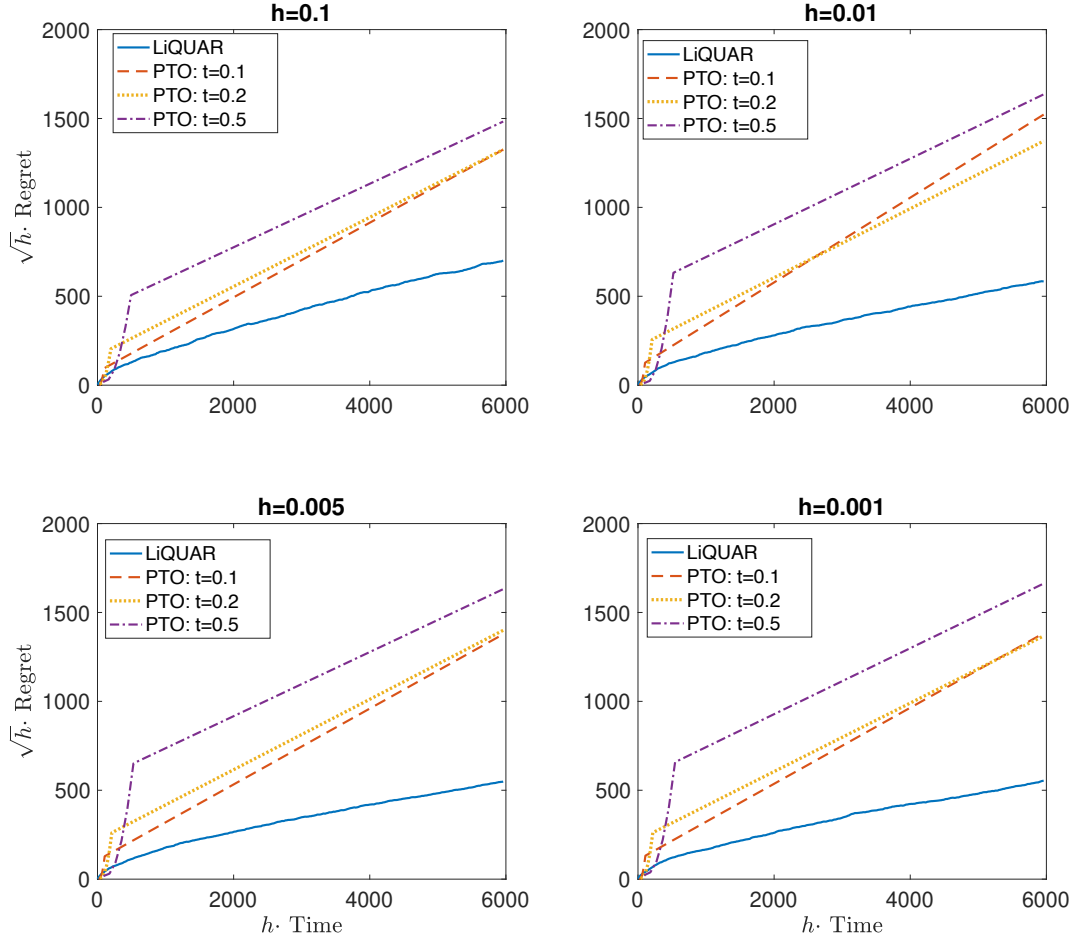 h=0.1
2000
1500
1000
500
0
0
2000
4000
6000
√h· Regret
LiQUAR
PTO: t=0.1
PTO: t=0.2
PTO: t=0.5
h=0.01
2000
1500
1000
500
0
0
2000
4000
6000
LiQUAR
PTO: t=0.1
PTO: t=0.2
PTO: t=0.5
h=0.005
2000
1500
1000
500
0
0
2000
4000
6000
√h· Regret
h· Time
LiQUAR
PTO: t=0.1
PTO: t=0.2
PTO: t=0.5
h=0.001
2000
1500
1000
500
0
0
2000
4000
6000
h· Time
LiQUAR
PTO: t=0.1
PTO: t=0.2
PTO: t=0.5